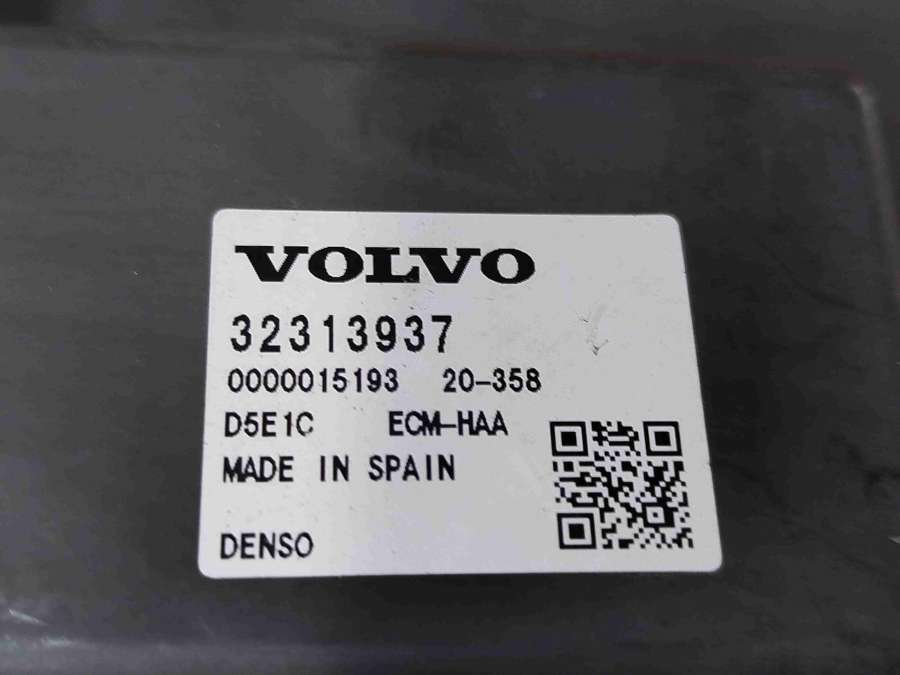 VOLVO
32313937
0000015193 20-358
D5E1C ECM-HAA
MADE IN SPAIN
DENSO